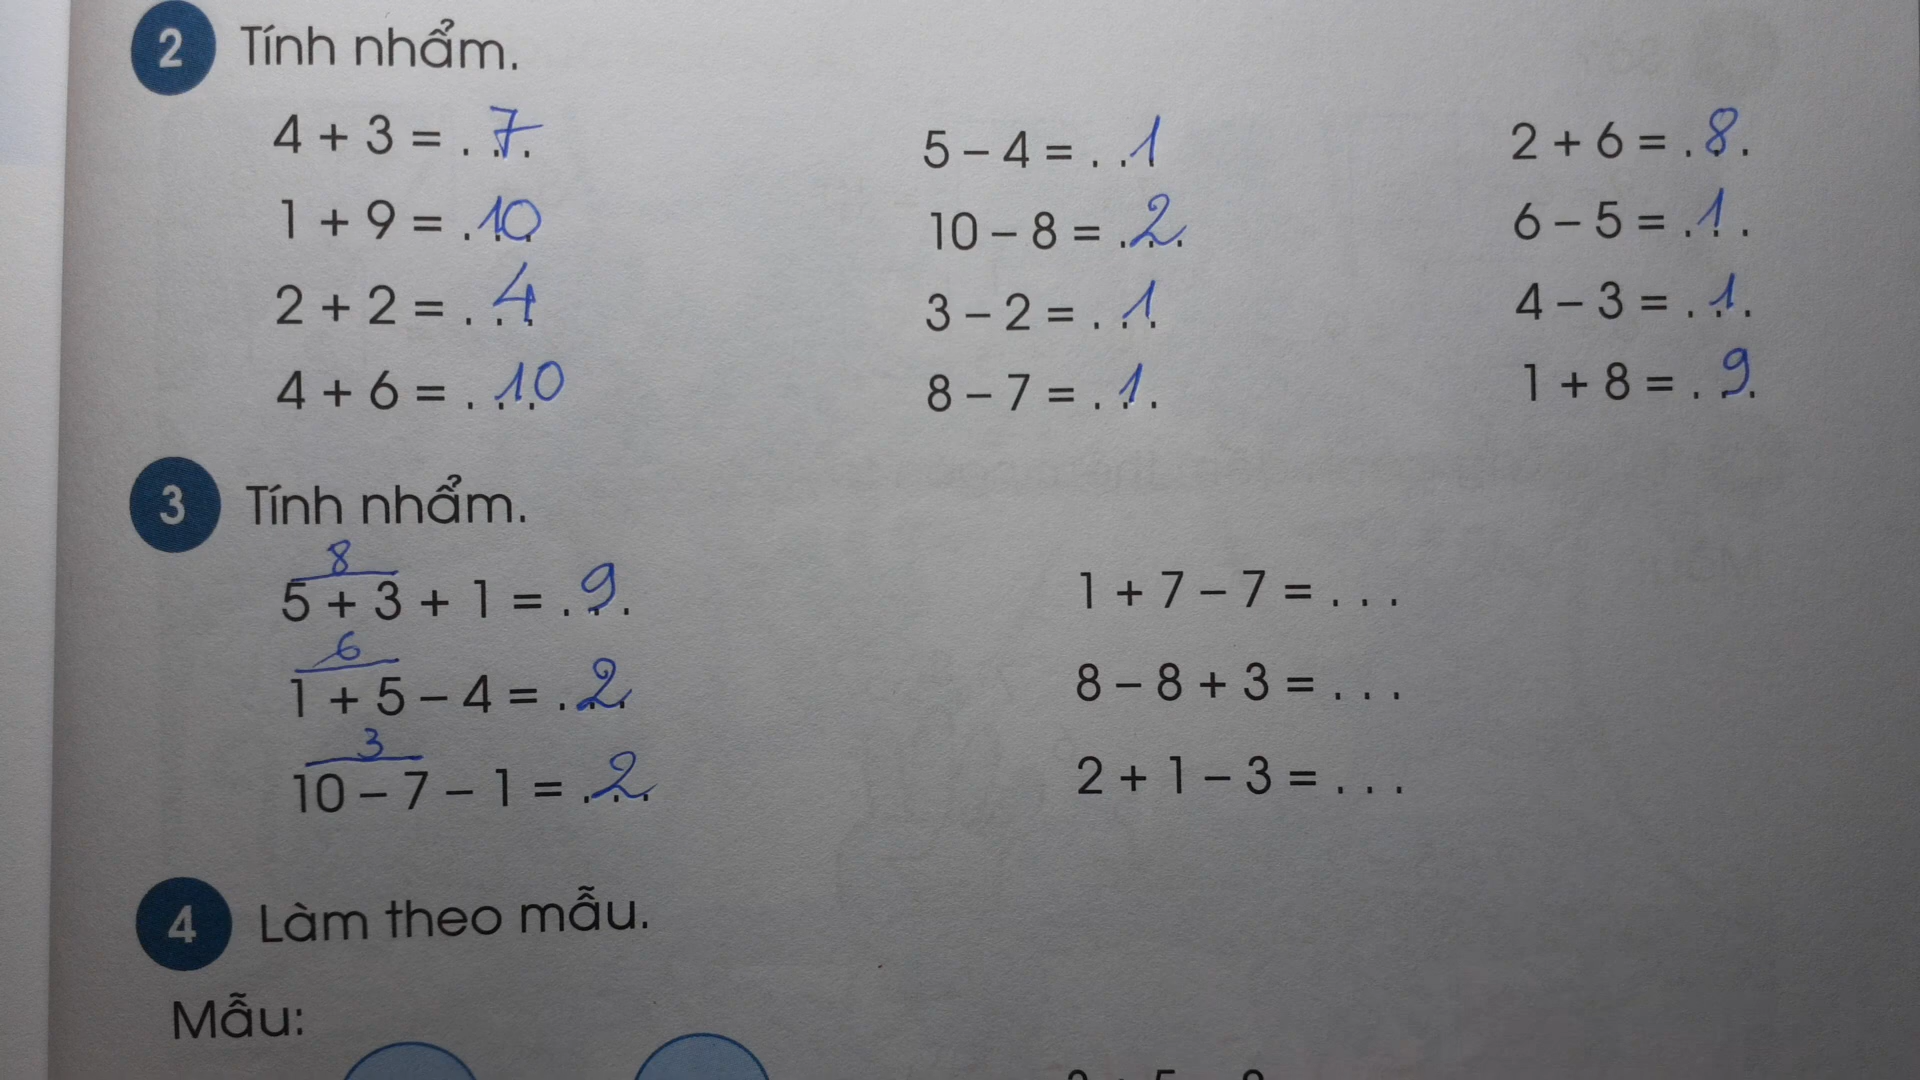 2 Tính nhẩm.
4 + 3 = . 7 .
5 – 4 = . . 1
2 + 6 = . 8 .
1 + 9 = . 10
10 – 8 = . 2 .
6 – 5 = . 1 .
2 + 2 = . . 4
3 – 2 = . 1 .
4 – 3 = . 1 .
4 + 6 = . 10
8 – 7 = . 1 .
1 + 8 = . 9 .
3 Tính nhẩm.
8
5 + 3 + 1 = . 9 .
1 + 7 – 7 = . . .
6
1 + 5 – 4 = . 2 .
8 – 8 + 3 = . . .
3
10 – 7 – 1 = . 2 .
2 + 1 – 3 = . . .
4 Làm theo mẫu.
Mẫu: